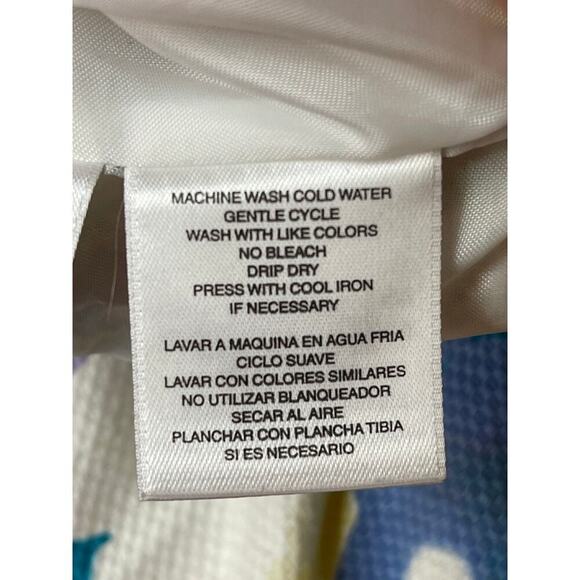 MACHINE WASH COLD WATER
GENTLE CYCLE
WASH WITH LIKE COLORS
NO BLEACH
DRIP DRY
PRESS WITH COOL IRON
IF NECESSARY
LAVAR A MAQUINA EN AGUA FRIA
CICLO SUAVE
LAVAR CON COLORES SIMILARES
NO UTILIZAR BLANQUEADOR
SECAR AL AIRE
PLANCHAR CON PLANCHA TIBIA
SI ES NECESARIO